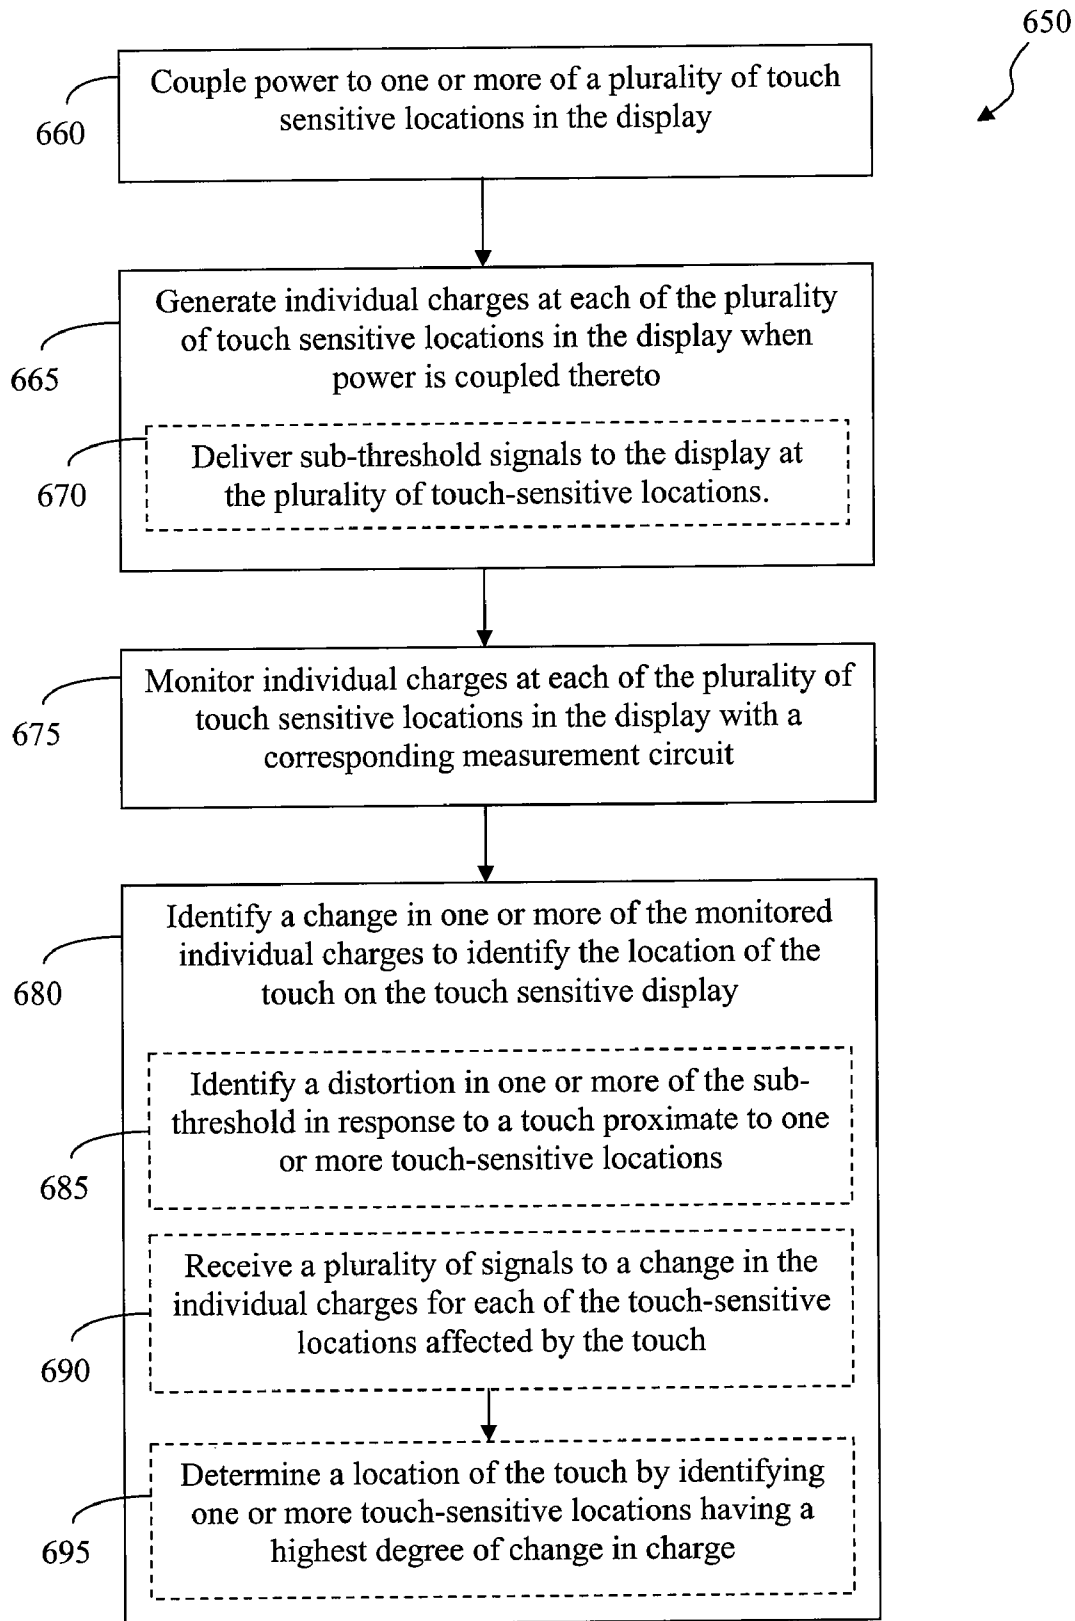 650
Couple power to one or more of a plurality of touch
sensitive locations in the display
660
Generate individual charges at each of the plurality
of touch sensitive locations in the display when
power is coupled thereto
665
Deliver sub-threshold signals to the display at
the plurality of touch-sensitive locations.
670
Monitor individual charges at each of the plurality of
touch sensitive locations in the display with a
corresponding measurement circuit
675
Identify a change in one or more of the monitored
individual charges to identify the location of the
touch on the touch sensitive display
680
Identify a distortion in one or more of the sub-
threshold in response to a touch proximate to one
or more touch-sensitive locations
685
Receive a plurality of signals to a change in the
individual charges for each of the touch-sensitive
locations affected by the touch
690
Determine a location of the touch by identifying
one or more touch-sensitive locations having a
highest degree of change in charge
695